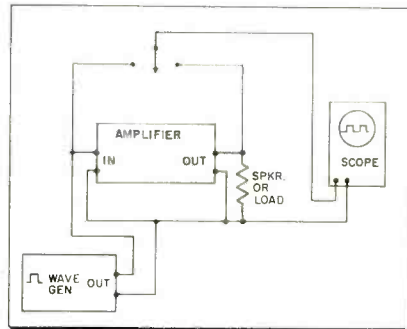 AMPLIFIER
IN OUT
SCOPE
SPKR.
OR
LOAD
WAVE
GEN OUT